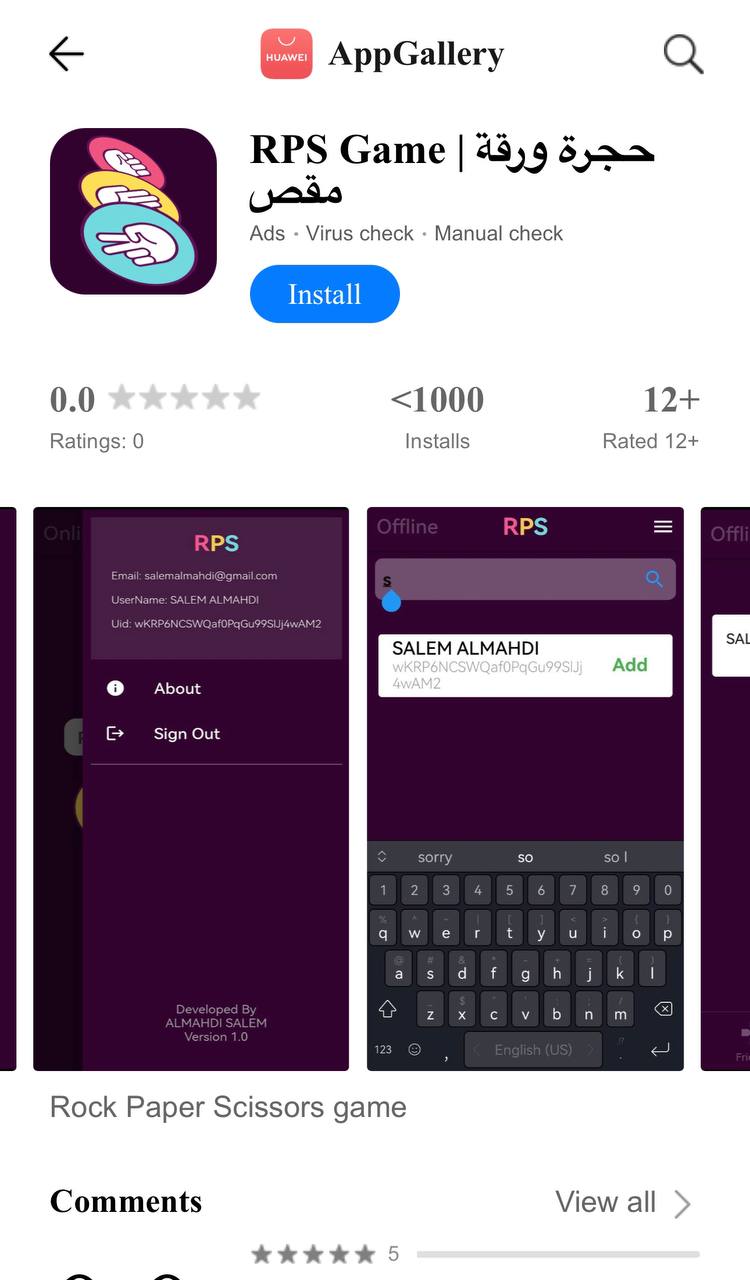 HUAWEI AppGallery
RPS Game | حجرة ورقة
مقص
Ads • Virus check • Manual check
Install
0.0
Ratings: 0
<1000
Installs
12+
Rated 12+
Onli
RPS
Email: salemalmahdi@gmail.com
UserName: SALEM ALMAHDI
Uid: wKRP6NCSWQaf0PqGu99SlJj4wAM2
About
Sign Out
Developed By
ALMAHDI SALEM
Version 1.0
Offline
RPS
s
SALEM ALMAHDI
wKRP6NCSWQaf0PqGu99SlJj
4wAM2
Add
sorry so so I
1 2 3 4 5 6 7 8 9 0
q w e r t y u i o p
a s d f g h j k l
z x c v b n m
123 , English (US) .
Offli
SAL
Fri
Rock Paper Scissors game
Comments
View all
5